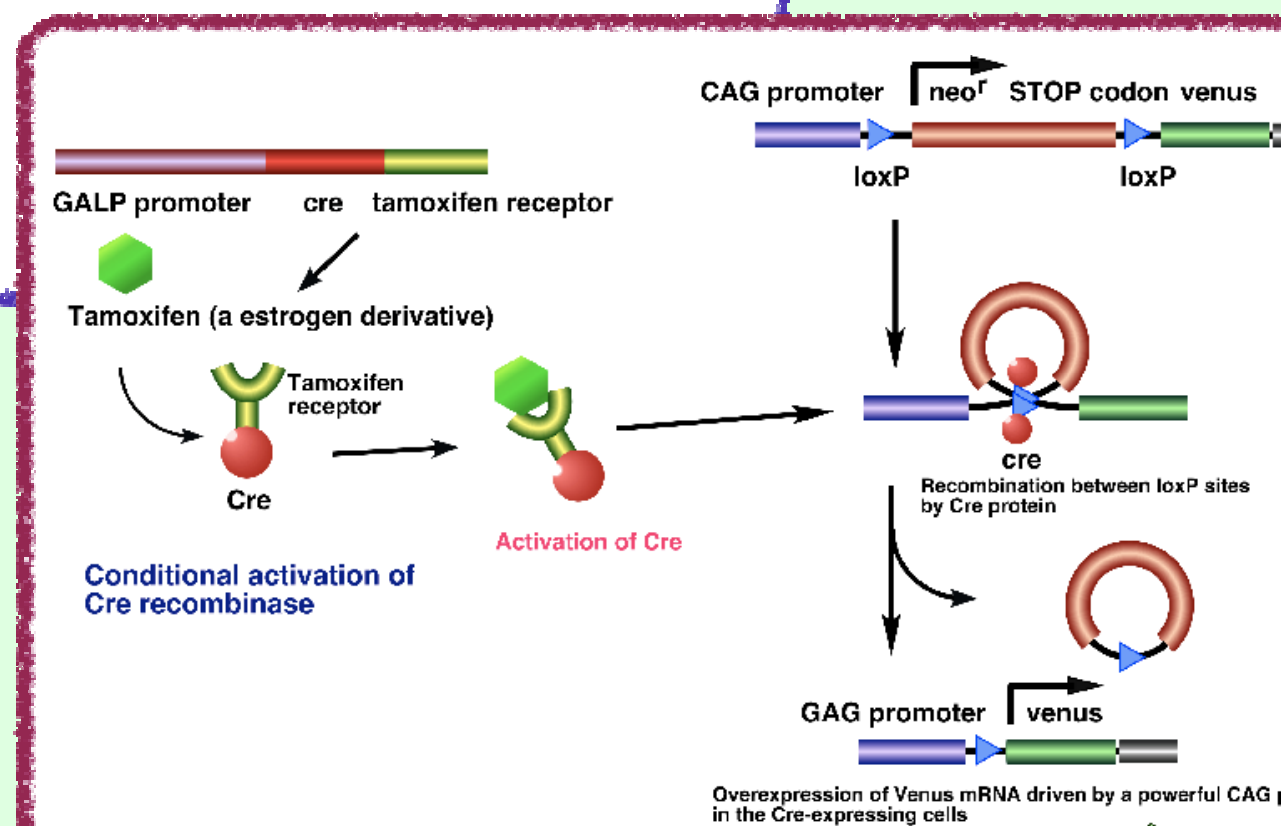 CAG promoter neoʳ STOP codon venus
loxP loxP
GALP promoter cre tamoxifen receptor
Tamoxifen (a estrogen derivative)
Tamoxifen
receptor
Cre
Activation of Cre
Conditional activation of
Cre recombinase
cre
Recombination between loxP sites
by Cre protein
GAG promoter venus
Overexpression of Venus mRNA driven by a powerful CAG
in the Cre-expressing cells